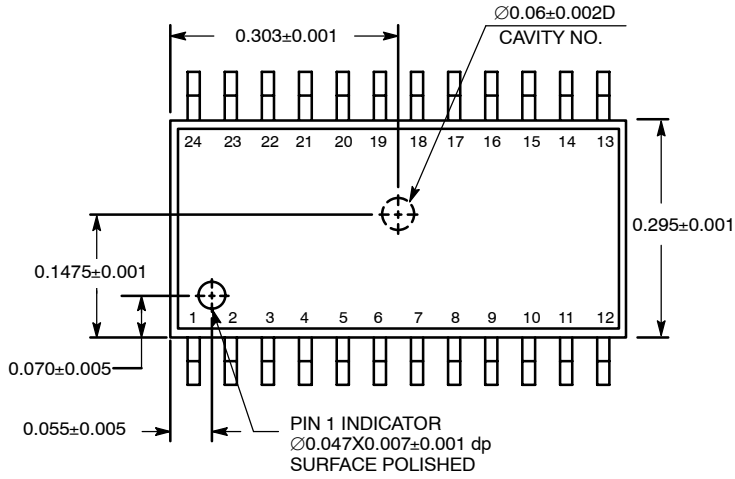 ∅0.06±0.002D
CAVITY NO.
0.303±0.001
24 23 22 21 20 19 18 17 16 15 14 13
0.295±0.001
0.1475±0.001
1 2 3 4 5 6 7 8 9 10 11 12
0.070±0.005
0.055±0.005
PIN 1 INDICATOR
∅0.047X0.007±0.001 dp
SURFACE POLISHED